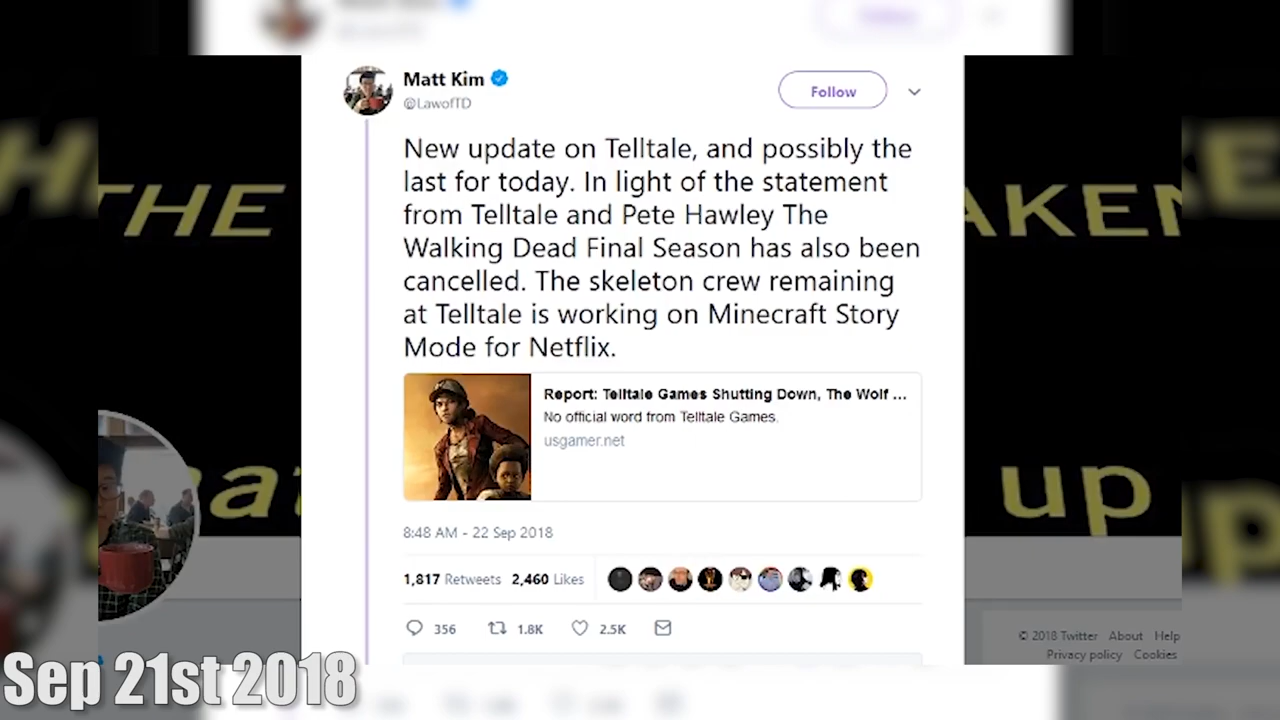 Matt Kim
@LawofTD
Follow
New update on Telltale, and possibly the
last for today. In light of the statement
from Telltale and Pete Hawley The
Walking Dead Final Season has also been
cancelled. The skeleton crew remaining
at Telltale is working on Minecraft Story
Mode for Netflix.
Report: Telltale Games Shutting Down, The Wolf ...
No official word from Telltale Games.
usgamer.net
8:48 AM - 22 Sep 2018
1,817 Retweets 2,460 Likes
356 1.8K 2.5K
THE
AKEN
up
© 2018 Twitter About Help
Privacy policy Cookies
Sep 21st 2018